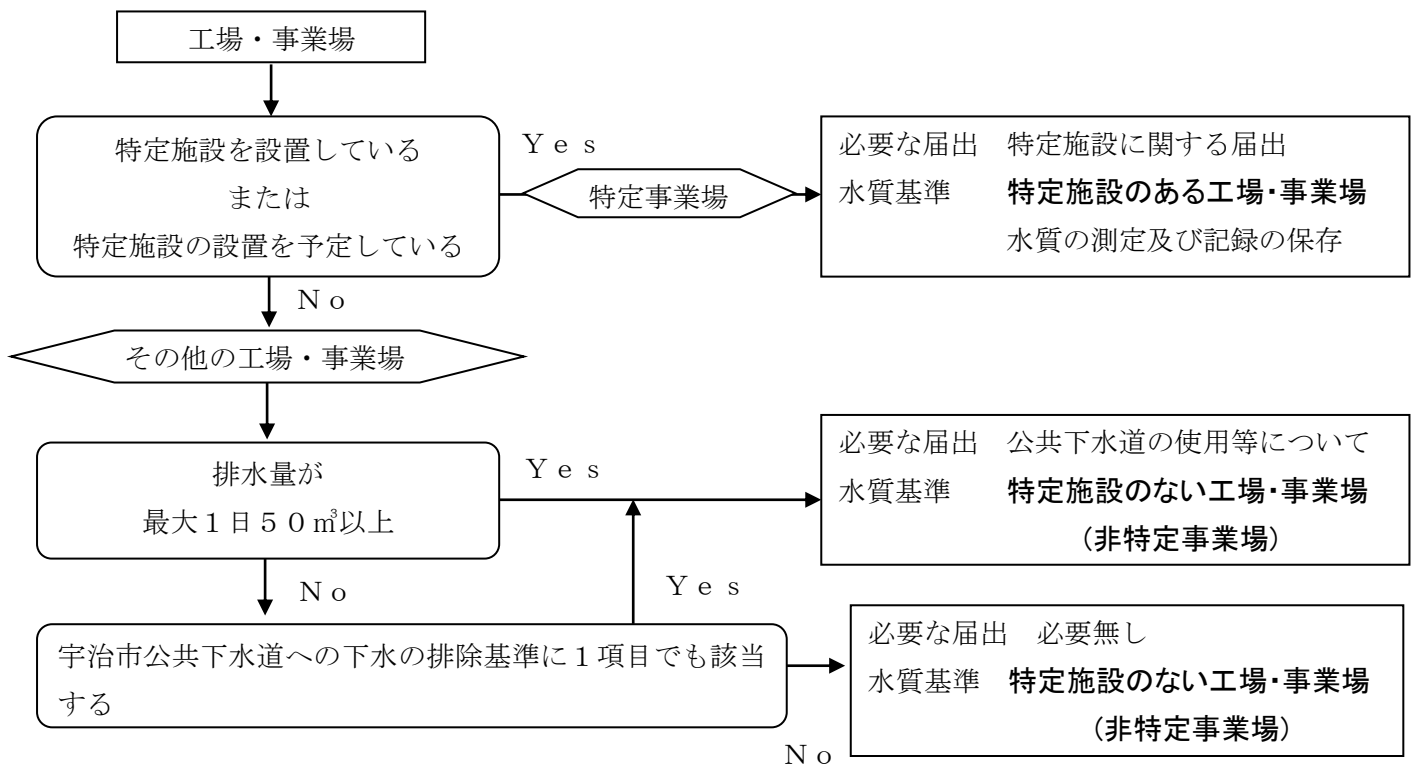 工場・事業場
特定施設を設置している
または
特定施設の設置を予定している
Ｙｅｓ
特定事業場
必要な届出　特定施設に関する届出
水質基準　特定施設のある工場・事業場
水質の測定及び記録の保存
Ｎｏ
その他の工場・事業場
排水量が
最大１日５０㎥以上
Ｙｅｓ
必要な届出　公共下水道の使用等について
水質基準　特定施設のない工場・事業場
(非特定事業場)
Ｎｏ
Ｙｅｓ
宇治市公共下水道への下水の排除基準に１項目でも該当
する
必要な届出　必要無し
水質基準　特定施設のない工場・事業場
(非特定事業場)
Ｎｏ